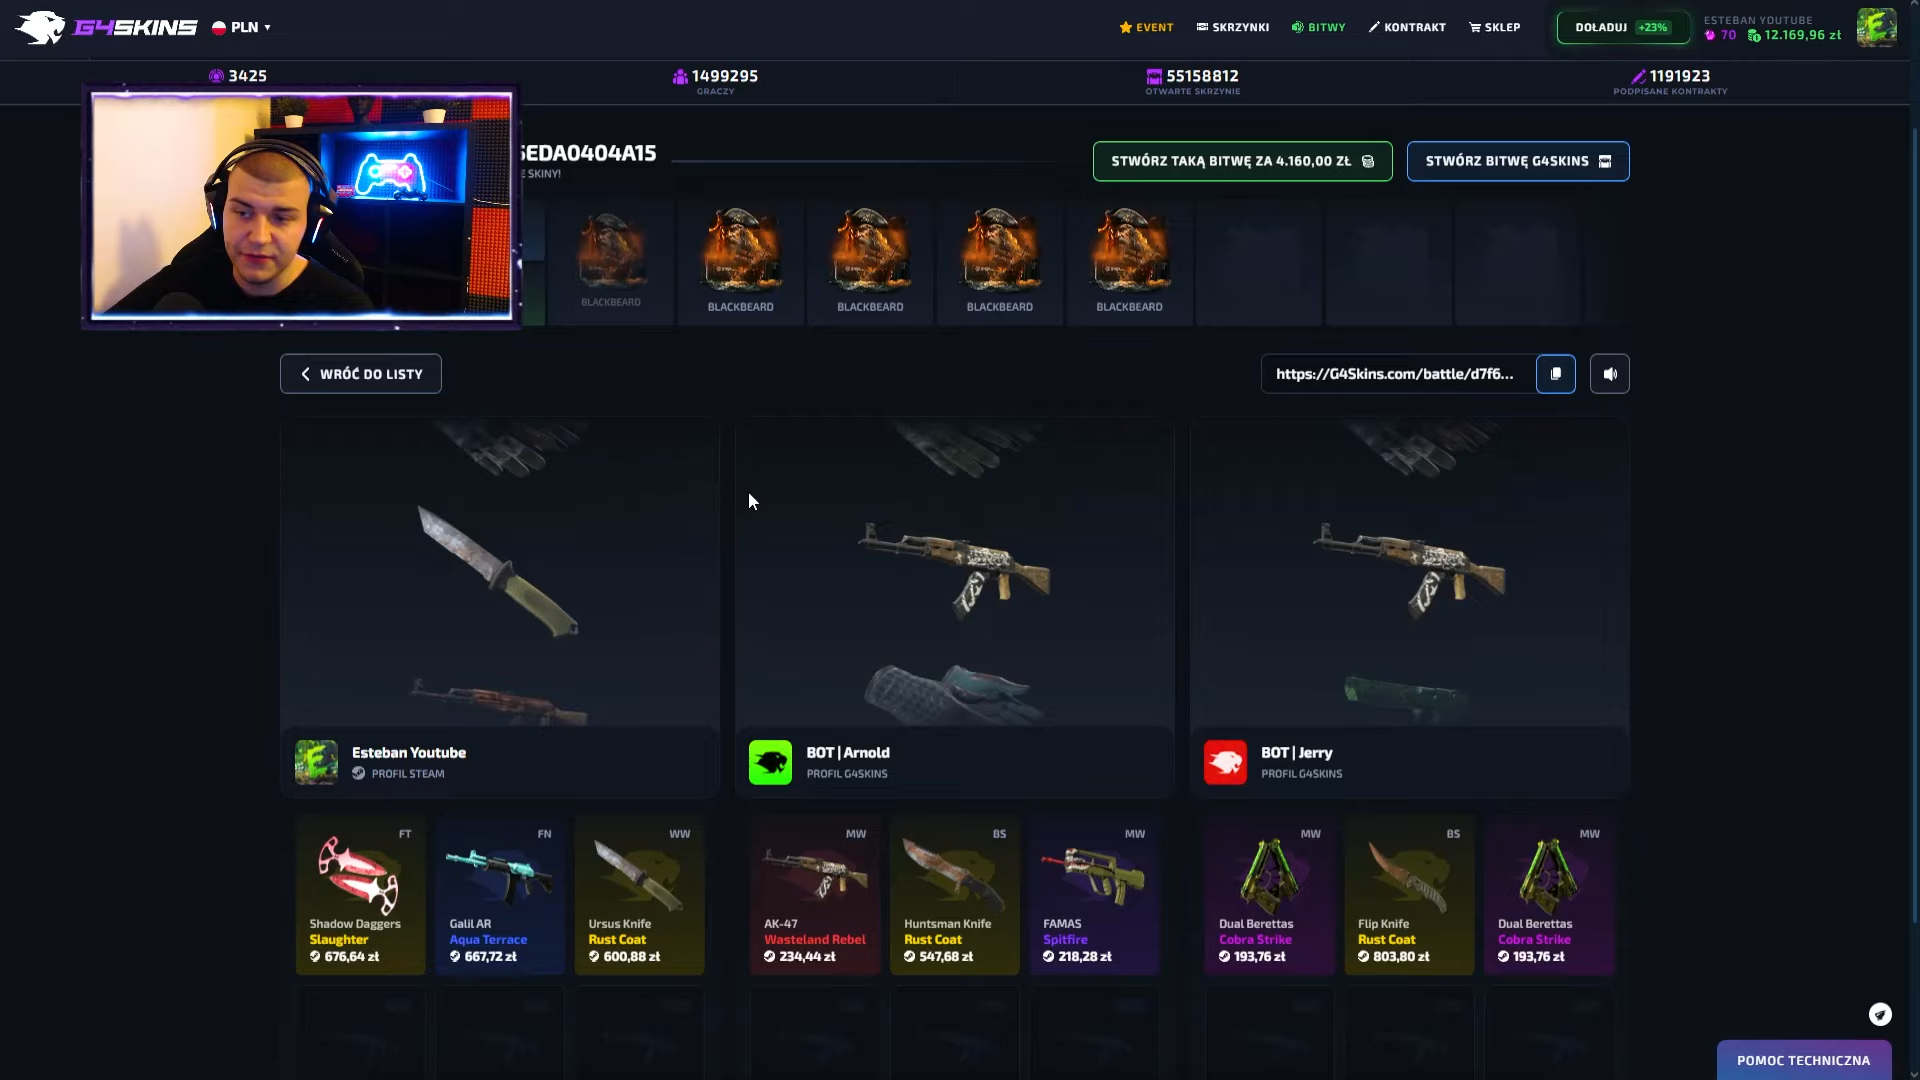 G4SKINS
PLN
EVENT
SKRZYNKI
BITWY
KONTRAKT
SKLEP
DOŁADUJ +23%
ESTEBAN YOUTUBE
70 12.169,96 zł
3425
1499295
GRACZY
55158812
OTWARTE SKRZYNIE
1191923
PODPISANE KONTRAKTY
5EDA0404A15
E SKINY!
STWÓRZ TAKĄ BITWĘ ZA 4.160,00 ZŁ
STWÓRZ BITWĘ G4SKINS
BLACKBEARD
BLACKBEARD
BLACKBEARD
BLACKBEARD
BLACKBEARD
WRÓĆ DO LISTY
https://G4Skins.com/battle/d7f6...
Esteban Youtube
PROFIL STEAM
BOT | Arnold
PROFIL G4SKINS
BOT | Jerry
PROFIL G4SKINS
FT
Shadow Daggers
Slaughter
676,64 zł
FN
Galil AR
Aqua Terrace
667,72 zł
WW
Ursus Knife
Rust Coat
600,88 zł
MW
AK-47
Wasteland Rebel
234,44 zł
BS
Huntsman Knife
Rust Coat
547,68 zł
MW
FAMAS
Spitfire
218,28 zł
MW
Dual Berettas
Cobra Strike
193,76 zł
BS
Flip Knife
Rust Coat
803,80 zł
MW
Dual Berettas
Cobra Strike
193,76 zł
POMOC TECHNICZNA